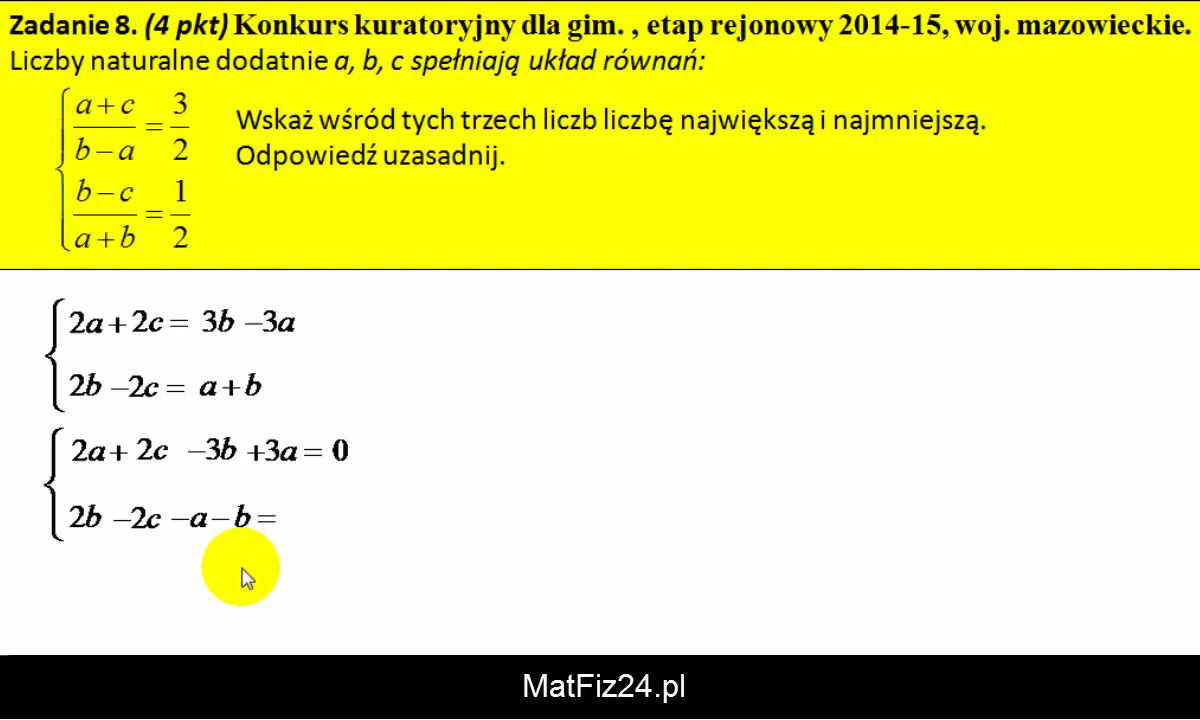 Zadanie 8. (4 pkt) Konkurs kuratoryjny dla gim. , etap rejonowy 2014-15, woj. mazowieckie.
Liczby naturalne dodatnie a, b, c spełniają układ równań:
{ (a+c)/(b−a) = 3/2
{ (b−c)/(a+b) = 1/2
Wskaż wśród tych trzech liczb liczbę największą i najmniejszą.
Odpowiedź uzasadnij.
{ 2a+2c = 3b −3a
{ 2b −2c = a+b
{ 2a+ 2c −3b +3a = 0
{ 2b −2c −a−b =
MatFiz24.pl